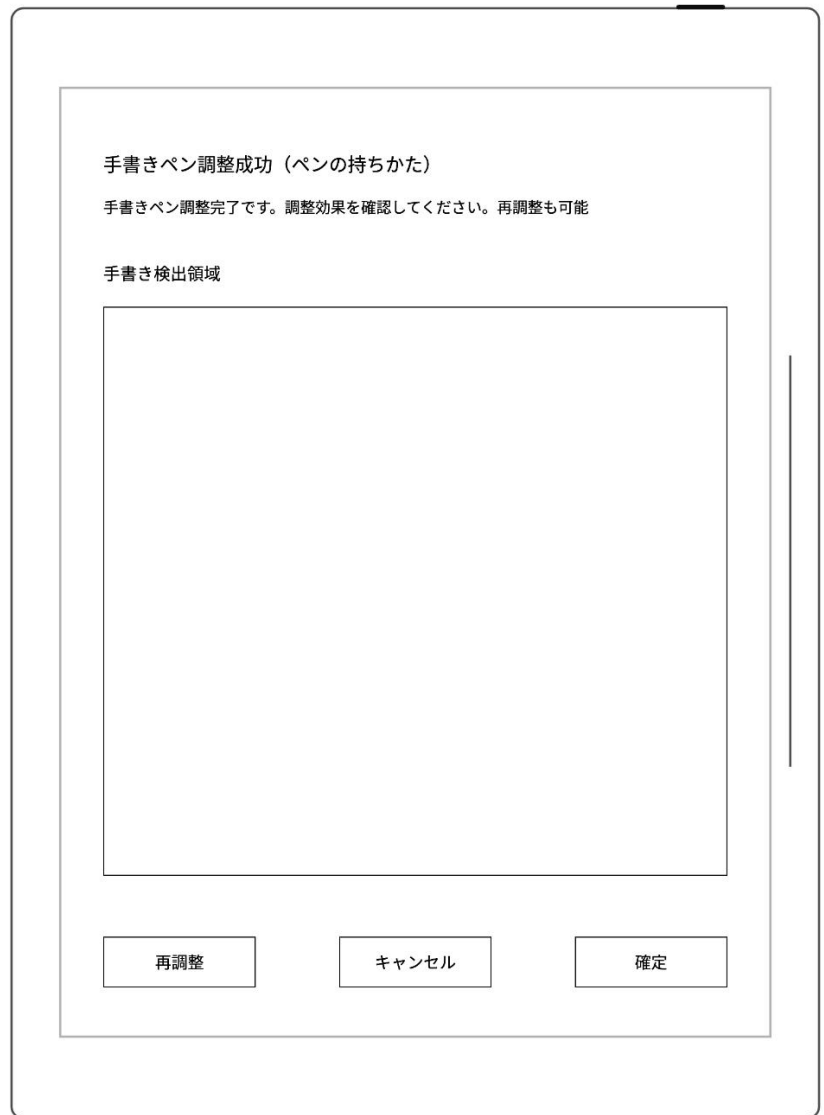 手書きペン調整成功（ペンの持ちかた）
手書きペン調整完了です。調整効果を確認してください。再調整も可能
手書き検出領域
再調整
キャンセル
確定